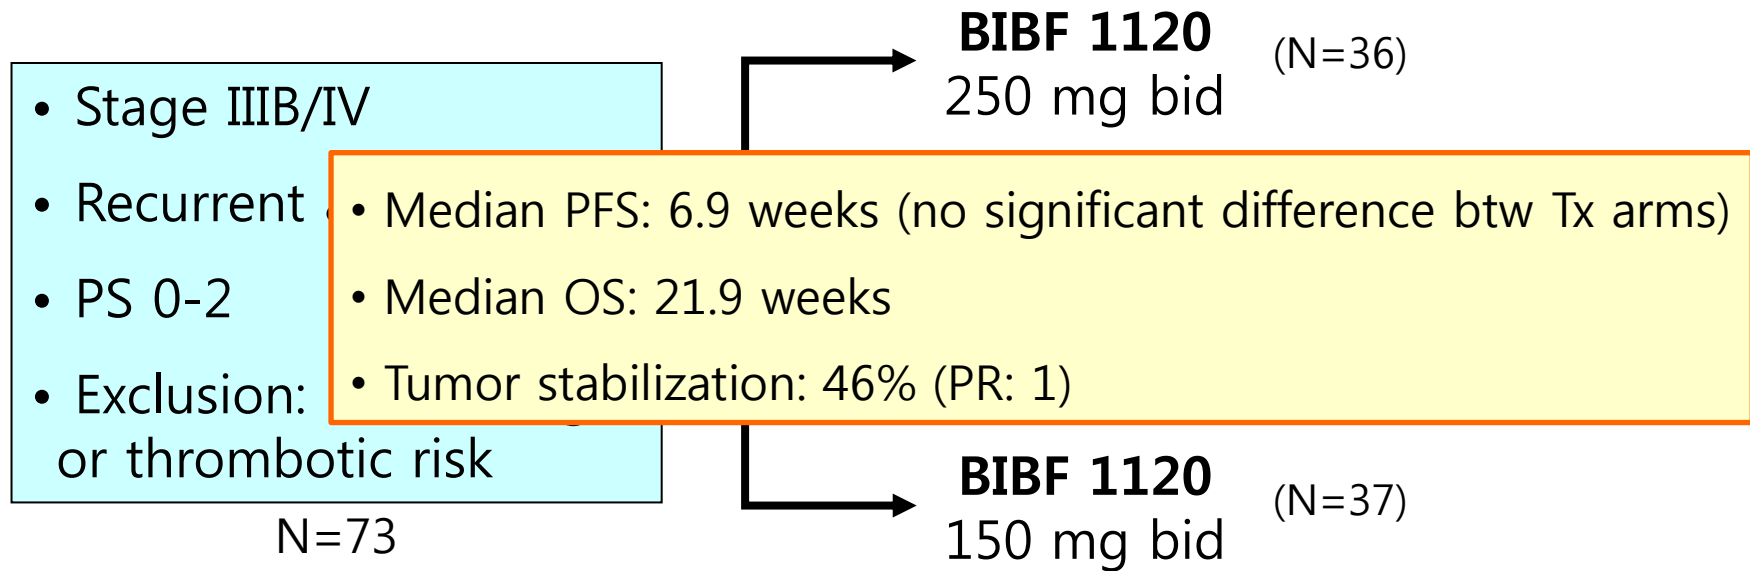 • Stage IIIB/IV
• Recurrent
• PS 0-2
• Exclusion:
or thrombotic risk
N=73
• Median PFS: 6.9 weeks (no significant difference btw Tx arms)
• Median OS: 21.9 weeks
• Tumor stabilization: 46% (PR: 1)
BIBF 1120
250 mg bid
(N=36)
BIBF 1120
150 mg bid
(N=37)